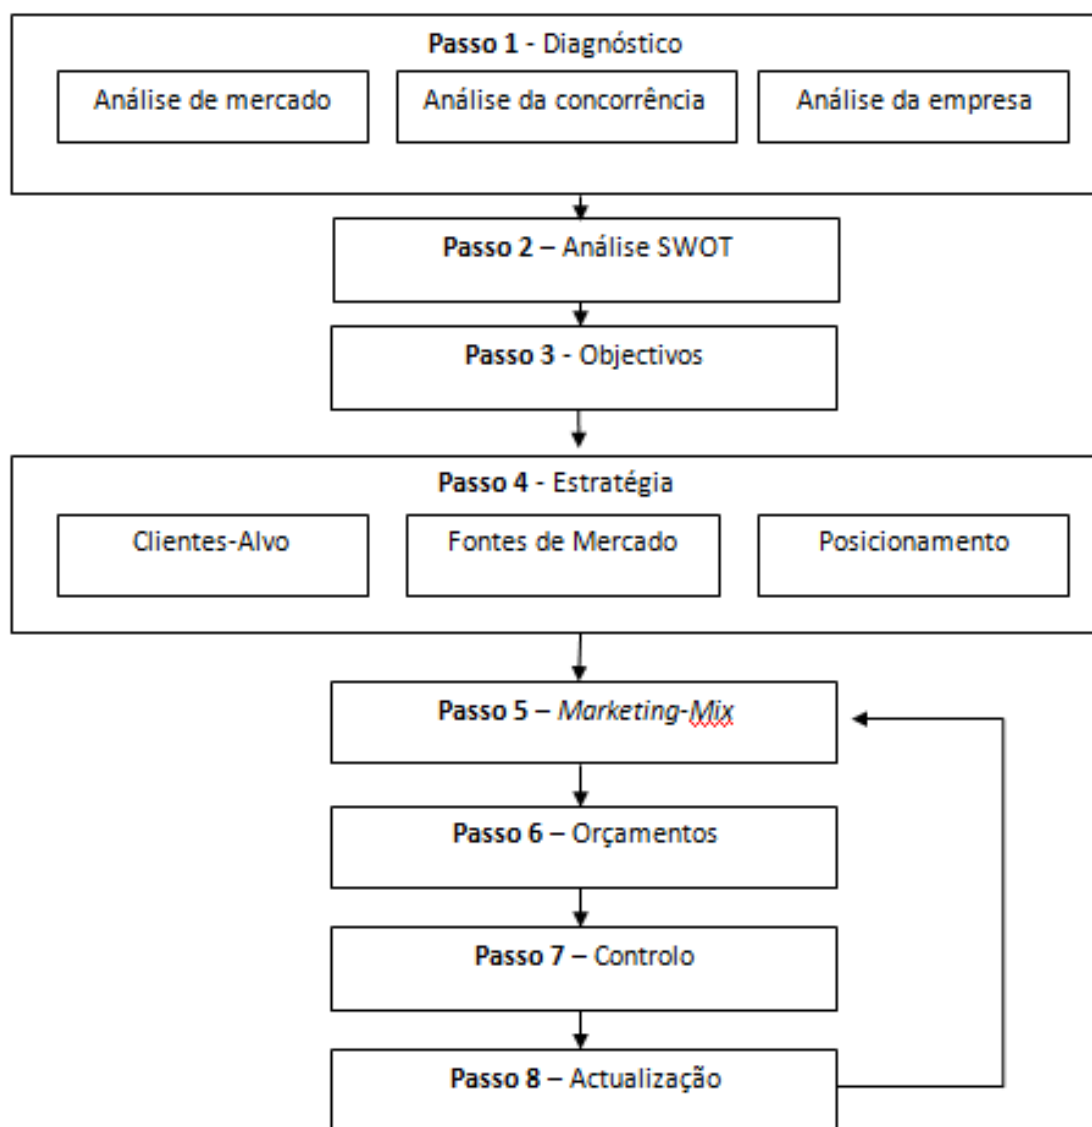 Passo 1 - Diagnóstico
Análise de mercado
Análise da concorrência
Análise da empresa
Passo 2 – Análise SWOT
Passo 3 - Objectivos
Passo 4 - Estratégia
Clientes-Alvo
Fontes de Mercado
Posicionamento
Passo 5 – Marketing-Mix
Passo 6 – Orçamentos
Passo 7 – Controlo
Passo 8 – Actualização